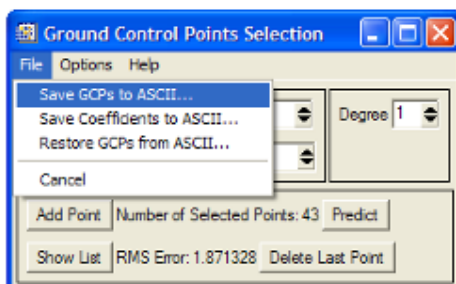 Ground Control Points Selection
File Options Help
Save GCPs to ASCII...
Save Coefficients to ASCII...
Restore GCPs from ASCII...
Cancel
Degree 1
Add Point Number of Selected Points: 43 Predict
Show List RMS Error: 1.871328 Delete Last Point